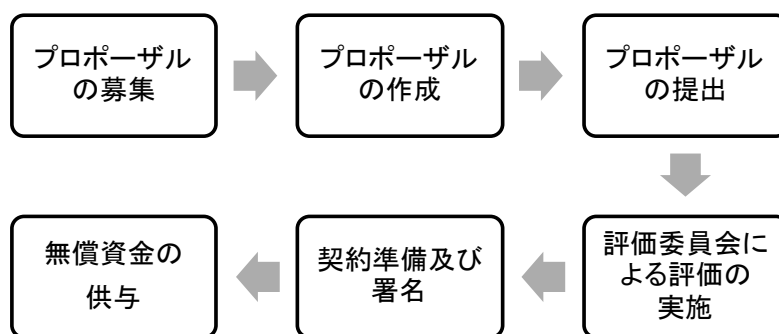 プロポーザル
の募集
プロポーザル
の作成
プロポーザル
の提出
評価委員会に
よる評価の
実施
契約準備及び
署名
無償資金の
供与